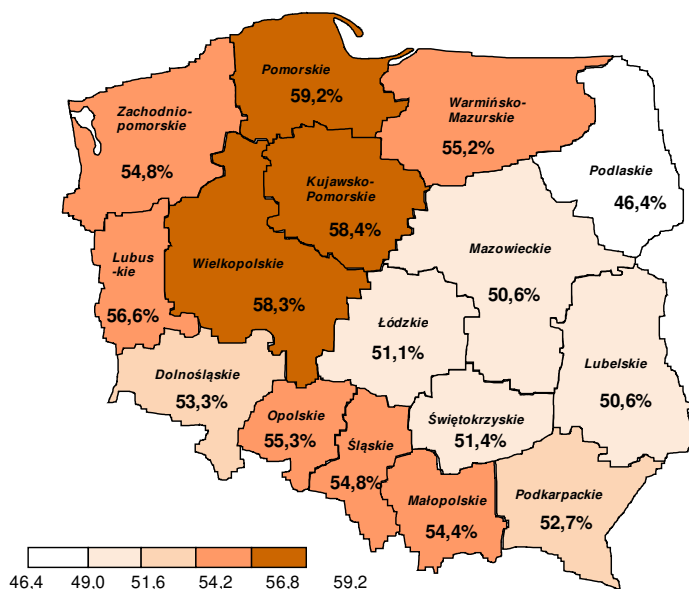 Pomorskie
59,2%
Zachodnio-
pomorskie
54,8%
Warmińsko-
Mazurskie
55,2%
Podlaskie
46,4%
Kujawsko-
Pomorskie
58,4%
Lubus
-kie
56,6%
Wielkopolskie
58,3%
Mazowieckie
50,6%
Łódzkie
51,1%
Lubelskie
50,6%
Dolnośląskie
53,3%
Opolskie
55,3%
Śląskie
54,8%
Świętokrzyskie
51,4%
Małopolskie
54,4%
Podkarpackie
52,7%
46,4 49,0 51,6 54,2 56,8 59,2